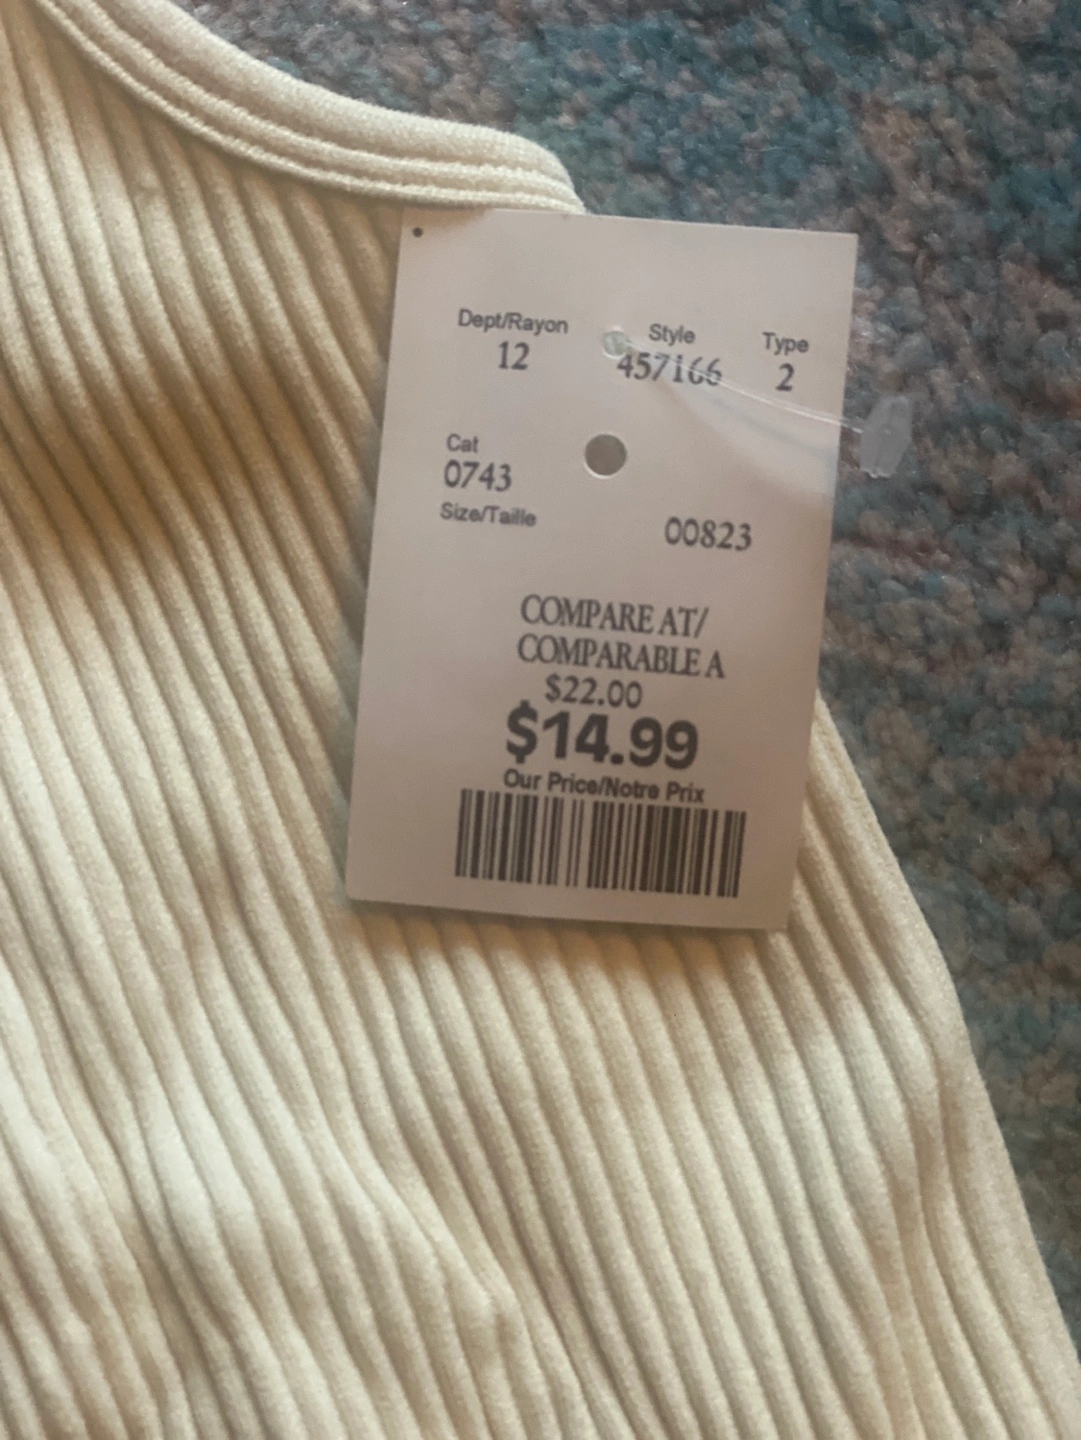 Dept/Rayon Style Type
12 457166 2
Cat
0743
Size/Taille
00823
COMPARE AT/
COMPARABLE A
$22.00
$14.99
Our Price/Notre Prix